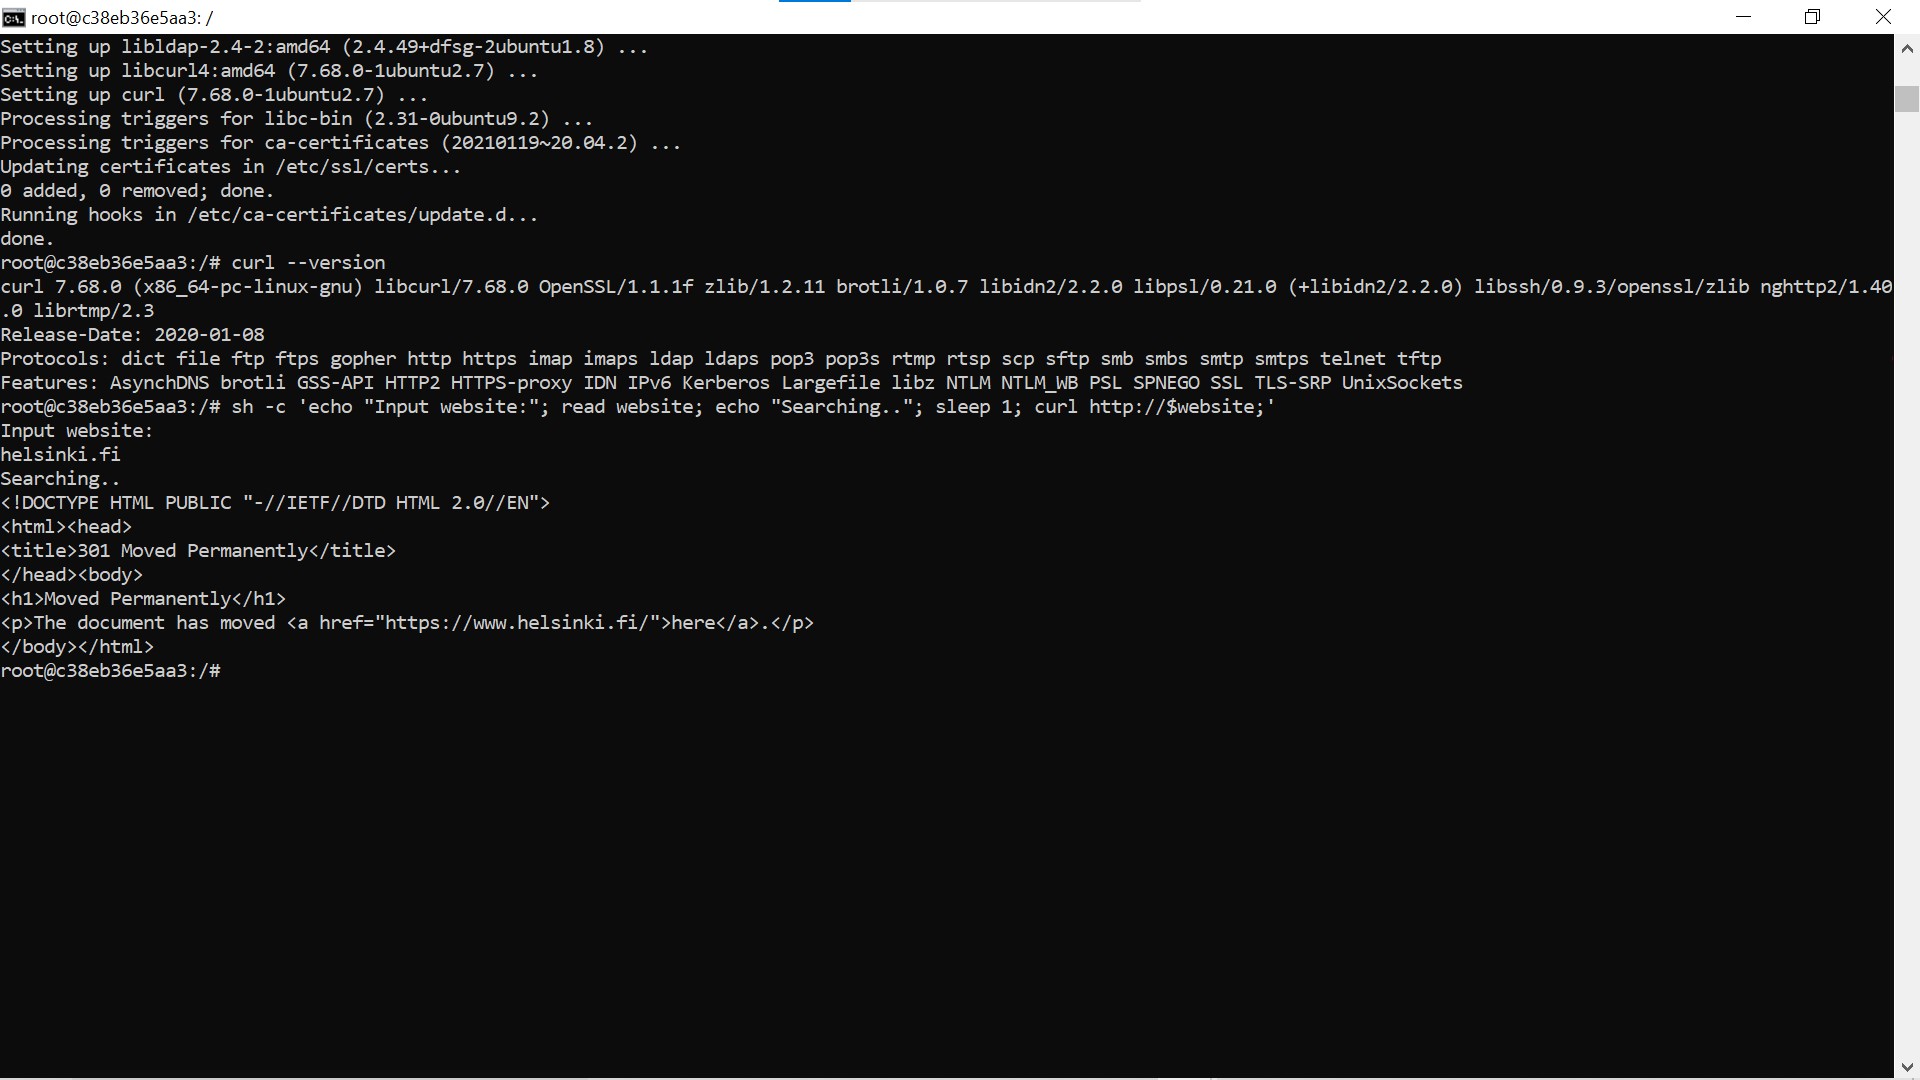 root@c38eb36e5aa3: /
Setting up libldap-2.4-2:amd64 (2.4.49+dfsg-2ubuntu1.8) ...
Setting up libcurl4:amd64 (7.68.0-1ubuntu2.7) ...
Setting up curl (7.68.0-1ubuntu2.7) ...
Processing triggers for libc-bin (2.31-0ubuntu9.2) ...
Processing triggers for ca-certificates (20210119~20.04.2) ...
Updating certificates in /etc/ssl/certs...
0 added, 0 removed; done.
Running hooks in /etc/ca-certificates/update.d...
done.
root@c38eb36e5aa3:/# curl --version
curl 7.68.0 (x86_64-pc-linux-gnu) libcurl/7.68.0 OpenSSL/1.1.1f zlib/1.2.11 brotli/1.0.7 libidn2/2.2.0 libpsl/0.21.0 (+libidn2/2.2.0) libssh/0.9.3/openssl/zlib nghttp2/1.40
.0 librtmp/2.3
Release-Date: 2020-01-08
Protocols: dict file ftp ftps gopher http https imap imaps ldap ldaps pop3 pop3s rtmp rtsp scp sftp smb smbs smtp smtps telnet tftp
Features: AsynchDNS brotli GSS-API HTTP2 HTTPS-proxy IDN IPv6 Kerberos Largefile libz NTLM NTLM_WB PSL SPNEGO SSL TLS-SRP UnixSockets
root@c38eb36e5aa3:/# sh -c 'echo "Input website:"; read website; echo "Searching.."; sleep 1; curl http://$website;'
Input website:
helsinki.fi
Searching..
<!DOCTYPE HTML PUBLIC "-//IETF//DTD HTML 2.0//EN">
<html><head>
<title>301 Moved Permanently</title>
</head><body>
<h1>Moved Permanently</h1>
<p>The document has moved <a href="https://www.helsinki.fi/">here</a>.</p>
</body></html>
root@c38eb36e5aa3:/#